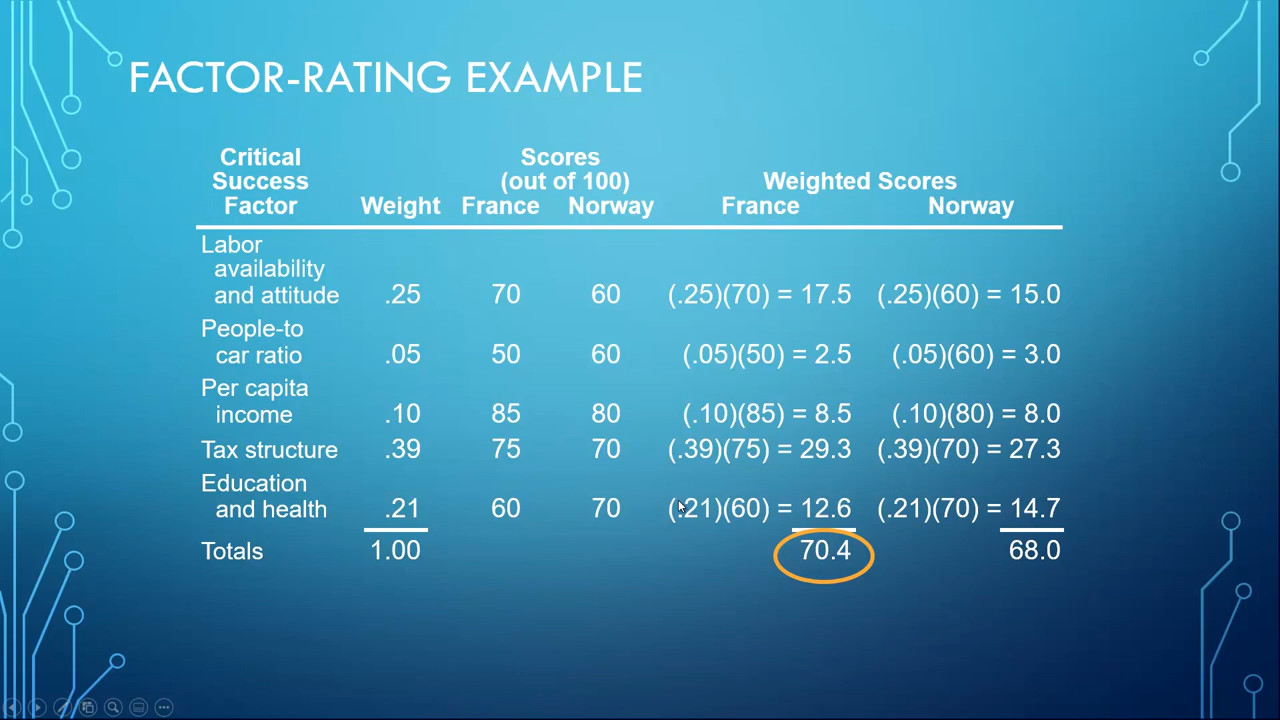 FACTOR-RATING EXAMPLE
Critical Scores
Success (out of 100) Weighted Scores
Factor Weight France Norway France Norway
Labor
availability
and attitude .25 70 60 (.25)(70) = 17.5 (.25)(60) = 15.0
People-to
car ratio .05 50 60 (.05)(50) = 2.5 (.05)(60) = 3.0
Per capita
income .10 85 80 (.10)(85) = 8.5 (.10)(80) = 8.0
Tax structure .39 75 70 (.39)(75) = 29.3 (.39)(70) = 27.3
Education
and health .21 60 70 (.21)(60) = 12.6 (.21)(70) = 14.7
Totals 1.00 70.4 68.0